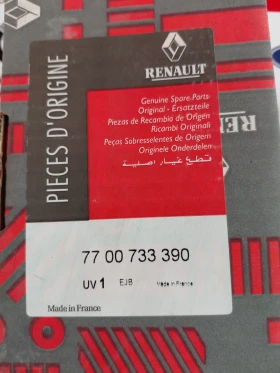 PIECES D'ORIGINE
RENAULT
Genuine Spare-Parts
Original - Ersatzteile
Piezas de Recambio de Origen
Ricambi Originali
Peças Sobresselentes de Origem
Originele Onderdelen
قطع غيار اصلية
77 00 733 390
UV 1 EJB Made in France
Made in France